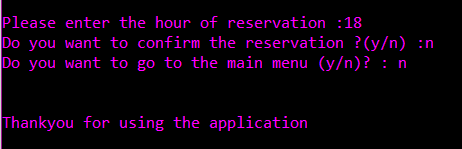 Please enter the hour of reservation :18
Do you want to confirm the reservation ?(y/n) :n
Do you want to go to the main menu (y/n)? : n
Thankyou for using the application